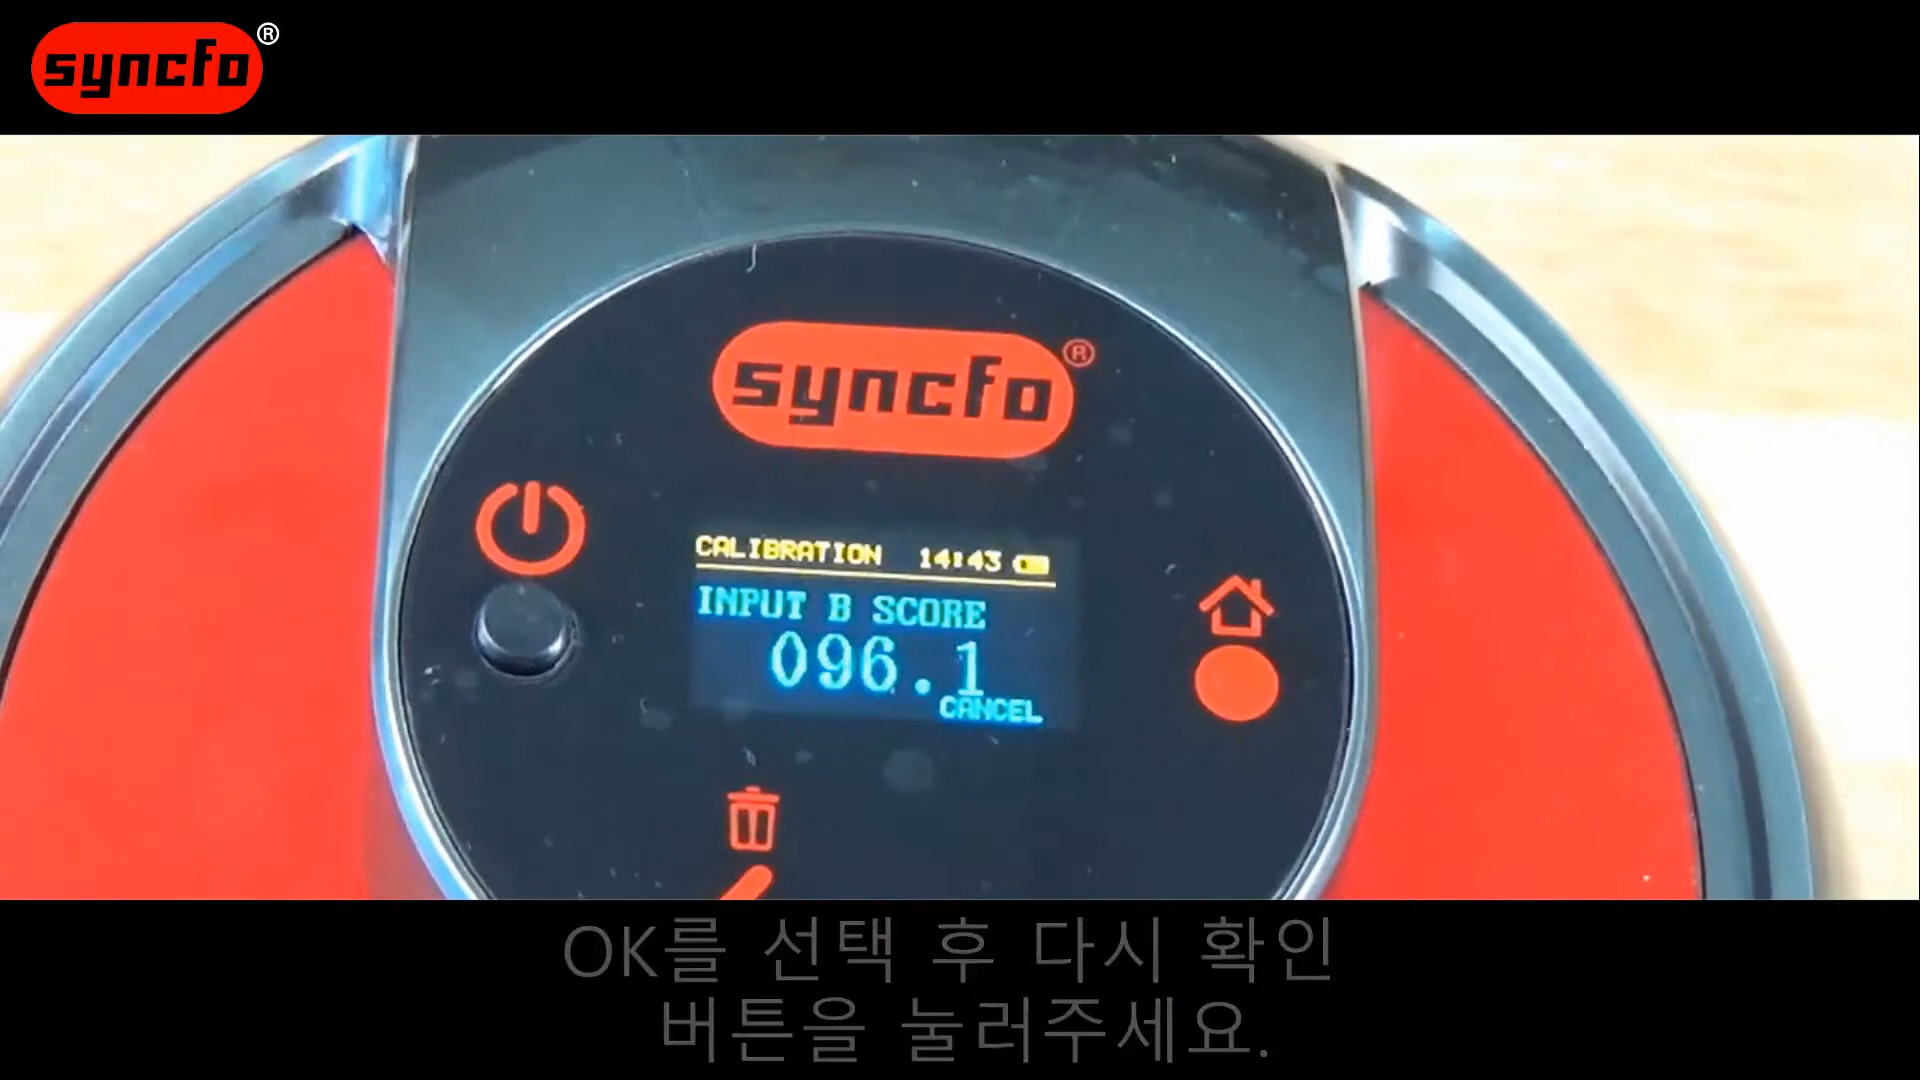 syncfo®
syncfo®
CALIBRATION 14:43
INPUT B SCORE
096.1
CANCEL
OK를 선택 후 다시 확인
버튼을 눌러주세요.